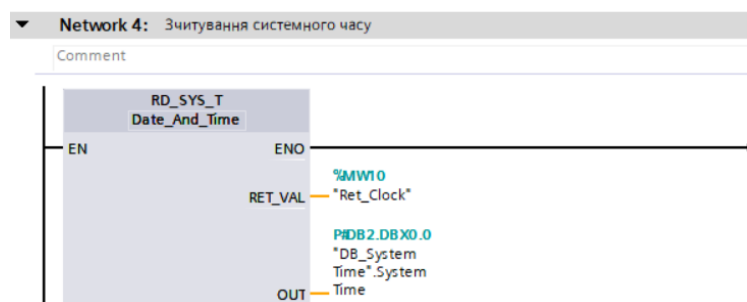 Network 4: Зчитування системного часу
Comment
RD_SYS_T
Date_And_Time
EN
ENO
%MW10
RET_VAL
"Ret_Clock"
P#DB2.DBX0.0
"DB_System
Time".System
OUT
Time